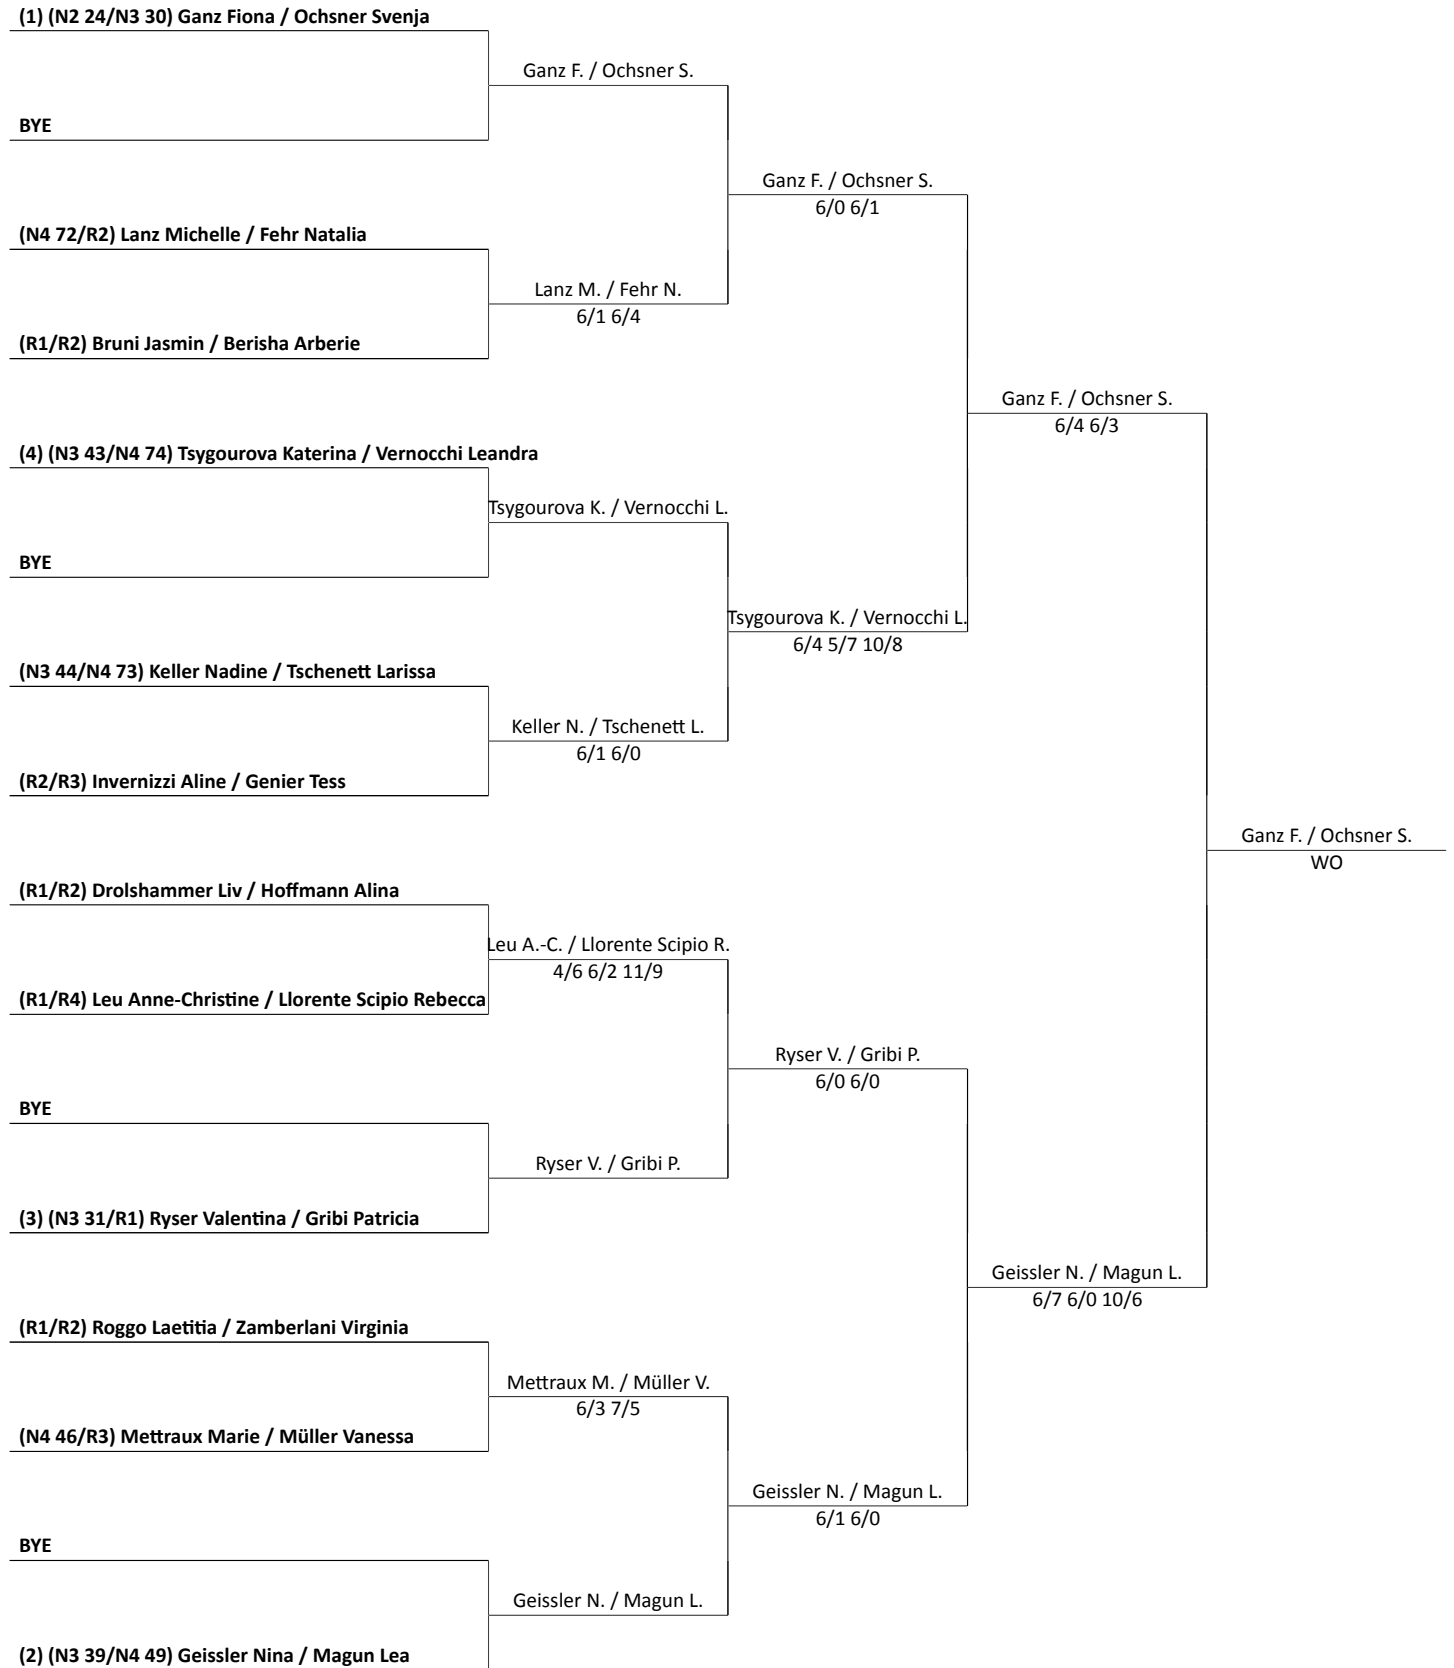 (1) (N2 24/N3 30) Ganz Fiona / Ochsner Svenja
Ganz F. / Ochsner S.
BYE
Ganz F. / Ochsner S.
6/0 6/1
(N4 72/R2) Lanz Michelle / Fehr Natalia
Lanz M. / Fehr N.
6/1 6/4
(R1/R2) Bruni Jasmin / Berisha Arberie
Ganz F. / Ochsner S.
6/4 6/3
(4) (N3 43/N4 74) Tsygourova Katerina / Vernocchi Leandra
Tsygourova K. / Vernocchi L.
BYE
Tsygourova K. / Vernocchi L.
6/4 5/7 10/8
(N3 44/N4 73) Keller Nadine / Tschenett Larissa
Keller N. / Tschenett L.
6/1 6/0
(R2/R3) Invernizzi Aline / Genier Tess
Ganz F. / Ochsner S.
WO
(R1/R2) Drolshammer Liv / Hoffmann Alina
Leu A.-C. / Llorente Scipio R.
4/6 6/2 11/9
(R1/R4) Leu Anne-Christine / Llorente Scipio Rebecca
Ryser V. / Gribi P.
6/0 6/0
BYE
Ryser V. / Gribi P.
(3) (N3 31/R1) Ryser Valentina / Gribi Patricia
Geissler N. / Magun L.
6/7 6/0 10/6
(R1/R2) Roggo Laetitia / Zamberlani Virginia
Mettraux M. / Müller V.
6/3 7/5
(N4 46/R3) Mettraux Marie / Müller Vanessa
Geissler N. / Magun L.
6/1 6/0
BYE
Geissler N. / Magun L.
(2) (N3 39/N4 49) Geissler Nina / Magun Lea